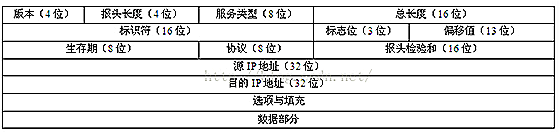 版本（4位） 报头长度（4位） 服务类型（8位） 总长度（16位）
标识符（16位） 标志位（3位） 偏移值（13位）
生存期（8位） 协议（8位） 报头检验和（16位）
源IP地址（32位）
目的IP地址（32位）
选项与填充
数据部分